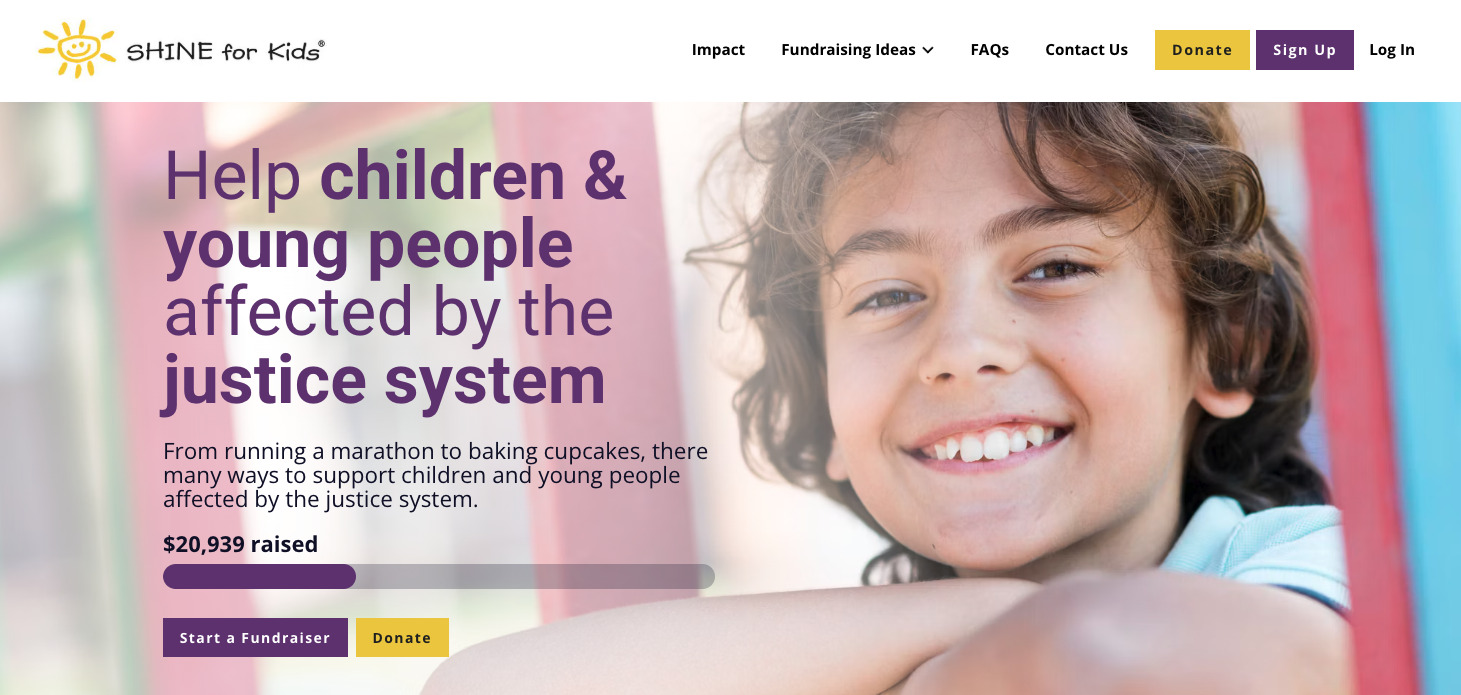 SHINE for Kids®
Impact
Fundraising Ideas
FAQs
Contact Us
Donate
Sign Up
Log In
Help children &
young people
affected by the
justice system
From running a marathon to baking cupcakes, there
many ways to support children and young people
affected by the justice system.
$20,939 raised
Start a Fundraiser
Donate